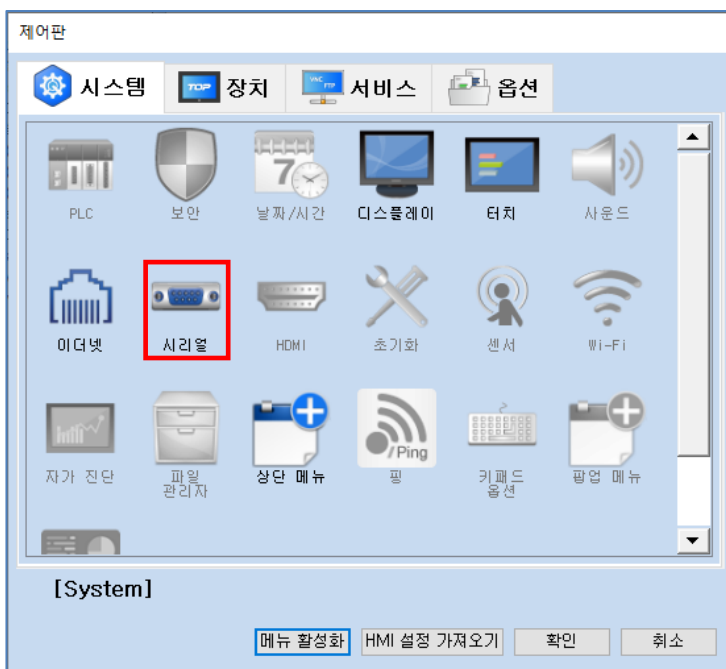 제어판
시스템
TOP 장치
VNC FTP 서비스
옵션
7
PLC
보안
날짜/시간
디스플레이
터치
사운드
이더넷
시리얼
HDMI
초기화
센서
Wi-Fi
/Ping
자가 진단
파일
관리자
상단 메뉴
핑
키패드
옵션
팝업 메뉴
[System]
메뉴 활성화
HMI 설정 가져오기
확인
취소